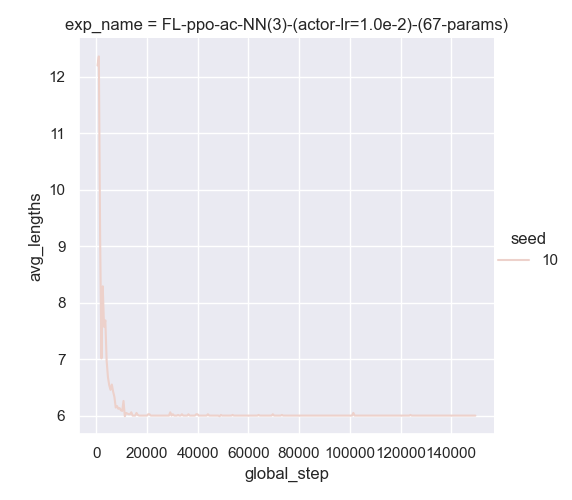 exp_name = FL-ppo-ac-NN(3)-(actor-lr=1.0e-2)-(67-params)
12
11
10
9
8
7
6
avg_lengths
0 20000 40000 60000 80000 100000 120000 140000
global_step
seed
10